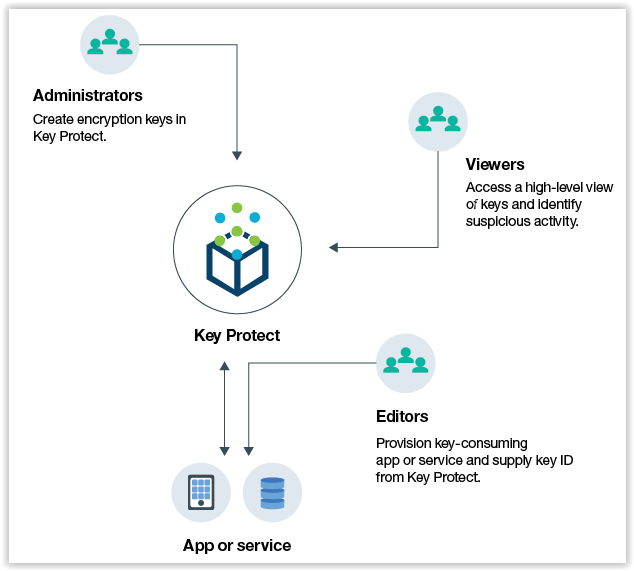 Administrators
Create encryption keys in
Key Protect.
Viewers
Access a high-level view
of keys and identify
suspicious activity.
Key Protect
Editors
Provision key-consuming
app or service and supply key ID
from Key Protect.
App or service